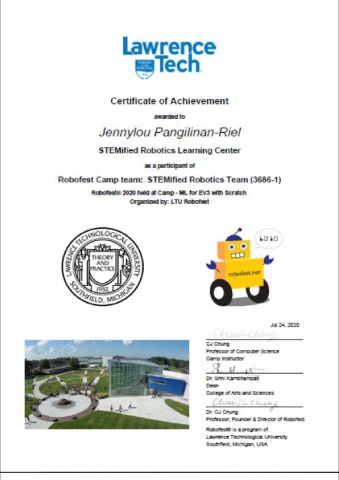 Lawrence
Tech
THEORY
AND
PRACTICE
Certificate of Achievement
awarded to
Jennylou Pangilinan-Riel
STEMified Robotics Learning Center
as a participant of
Robofest Camp team: STEMified Robotics Team (3686-1)
Robofest® 2020 held at Camp - ML for EV3 with Scratch
Organized by: LTU Robofest
LAWRENCE TECHNOLOGICAL UNIVERSITY
THEORY
AND
PRACTICE
1932
SOUTHFIELD, MICHIGAN
robofest.net
Jul 24, 2020
CJ Chung
Professor of Computer Science
Camp Instructor
Dr. Srini Kambhampati
Dean
College of Arts and Sciences
Dr. CJ Chung
Professor; Founder & Director of Robofest
Robofest® is a program of
Lawrence Technological University
Southfield, Michigan, USA